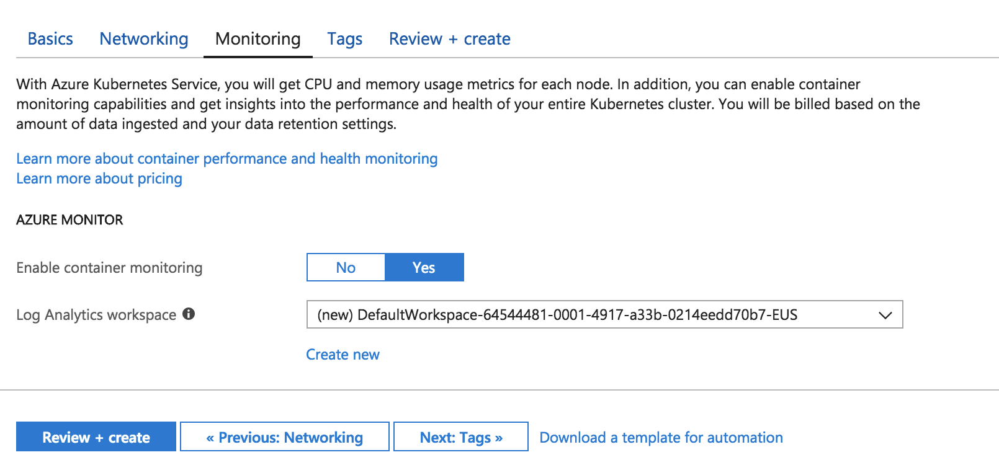 Basics Networking Monitoring Tags Review + create
With Azure Kubernetes Service, you will get CPU and memory usage metrics for each node. In addition, you can enable container
monitoring capabilities and get insights into the performance and health of your entire Kubernetes cluster. You will be billed based on the
amount of data ingested and your data retention settings.
Learn more about container performance and health monitoring
Learn more about pricing
AZURE MONITOR
Enable container monitoring No Yes
Log Analytics workspace (new) DefaultWorkspace-64544481-0001-4917-a33b-0214eedd70b7-EUS
Create new
Review + create « Previous: Networking Next: Tags » Download a template for automation